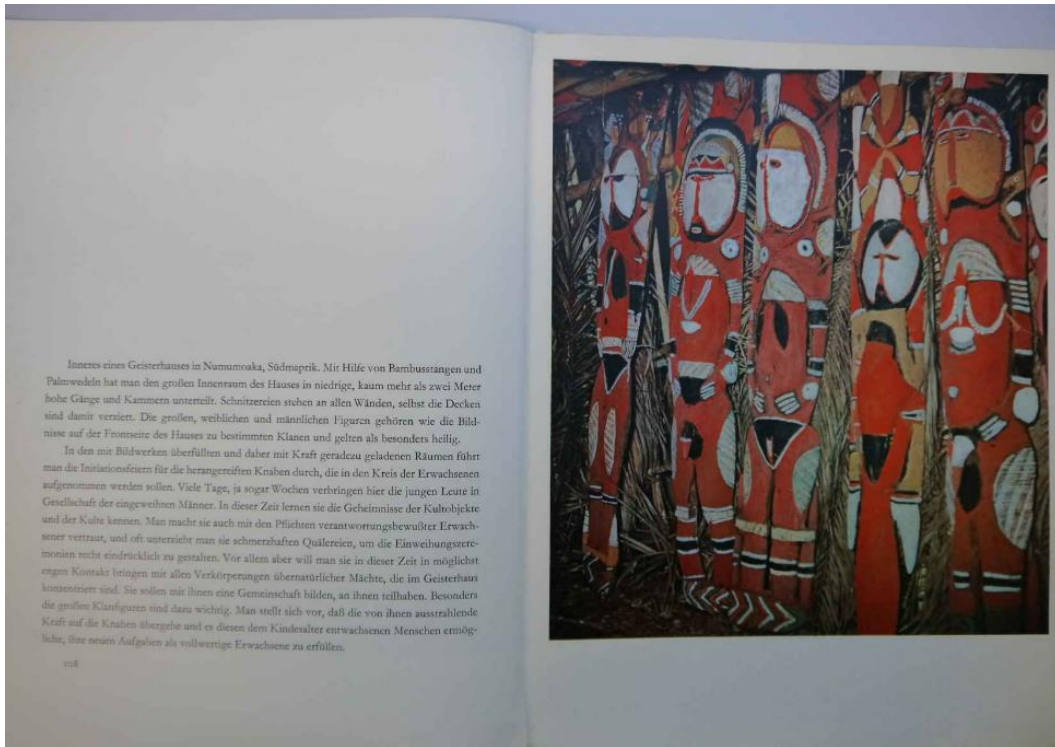 Inneres eines Geisterhauses in Numumoaka, Südmaprik. Mit Hilfe von Bambusstangen und
Palmwedeln hat man den großen Innenraum des Hauses in niedrige, kaum mehr als zwei Meter
hohe Gänge und Kammern unterteilt. Schnitzereien stehen an allen Wänden, selbst die Decken
sind damit verziert. Die großen, weiblichen und männlichen Figuren gehören wie die Bild-
nisse auf der Frontseite des Hauses zu bestimmten Klanen und gelten als besonders heilig.
In den mit Bildwerken überfüllten und daher mit Kraft geradezu geladenen Räumen führt
man die Initiationsfeiern für die herangereiften Knaben durch, die in den Kreis der Erwachsenen
aufgenommen werden sollen. Viele Tage, ja sogar Wochen verbringen hier die jungen Leute in
Gesellschaft der eingeweihten Männer. In dieser Zeit lernen sie die Geheimnisse der Kultobjekte
und der Kulte kennen. Man macht sie auch mit den Pflichten verantwortungsbewußter Erwach-
sener vertraut, und oft unterzieht man sie schmerzhaften Quälereien, um die Einweihungszere-
monien recht eindrücklich zu gestalten. Vor allem aber will man sie in dieser Zeit in möglichst
engen Kontakt bringen mit allen Verkörperungen übernatürlicher Mächte, die im Geisterhaus
konzentriert sind. Sie sollen mit ihnen eine Gemeinschaft bilden, an ihnen teilhaben. Besonders
die großen Klanfiguren sind dazu wichtig. Man stellt sich vor, daß die von ihnen ausstrahlende
Kraft auf die Knaben übergehe und es diesen dem Kindesalter entwachsenen Menschen ermög-
liche, ihre neuen Aufgaben als vollwertige Erwachsene zu erfüllen.
108